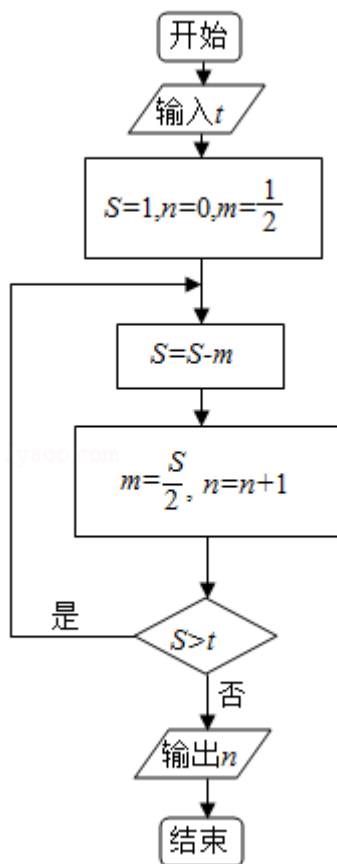 开始
输入t
S=1,n=0,m=1/2
S=S-m
m=S/2, n=n+1
是
S>t
否
输出n
结束